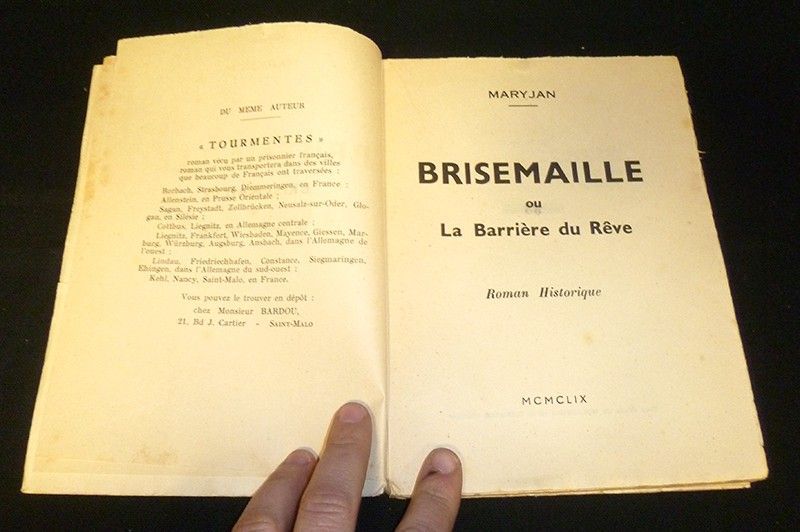 DU MEME AUTEUR
« TOURMENTES »
roman vécu par un prisonnier français,
roman qui vous transportera dans des villes
que beaucoup de Français ont traversées :
Rorbach, Strasbourg, Diemmeringen, en France ;
Allenstein, en Prusse Orientale ;
Sagan, Freystadt, Zollbrücken, Neusalz-sur-Oder, Glo-
gau, en Silésie ;
Cottbus, Liegnitz, en Allemagne centrale ;
Liegnitz, Frankfort, Wiesbaden, Mayence, Giessen, Mar-
burg, Würzburg, Augsburg, Ansbach, dans l'Allemagne de
l'ouest ;
Lindau, Friedriechhafen, Constance, Siegmaringen,
Ehingen, dans l'Allemagne du sud-ouest ;
Kehl, Nancy, Saint-Malo, en France.
Vous pouvez le trouver en dépôt :
chez Monsieur BARDOU,
21, Bd J. Cartier - SAINT-MALO
MARYJAN
BRISEMAILLE
ou
La Barrière du Rêve
Roman Historique
MCMCLIX